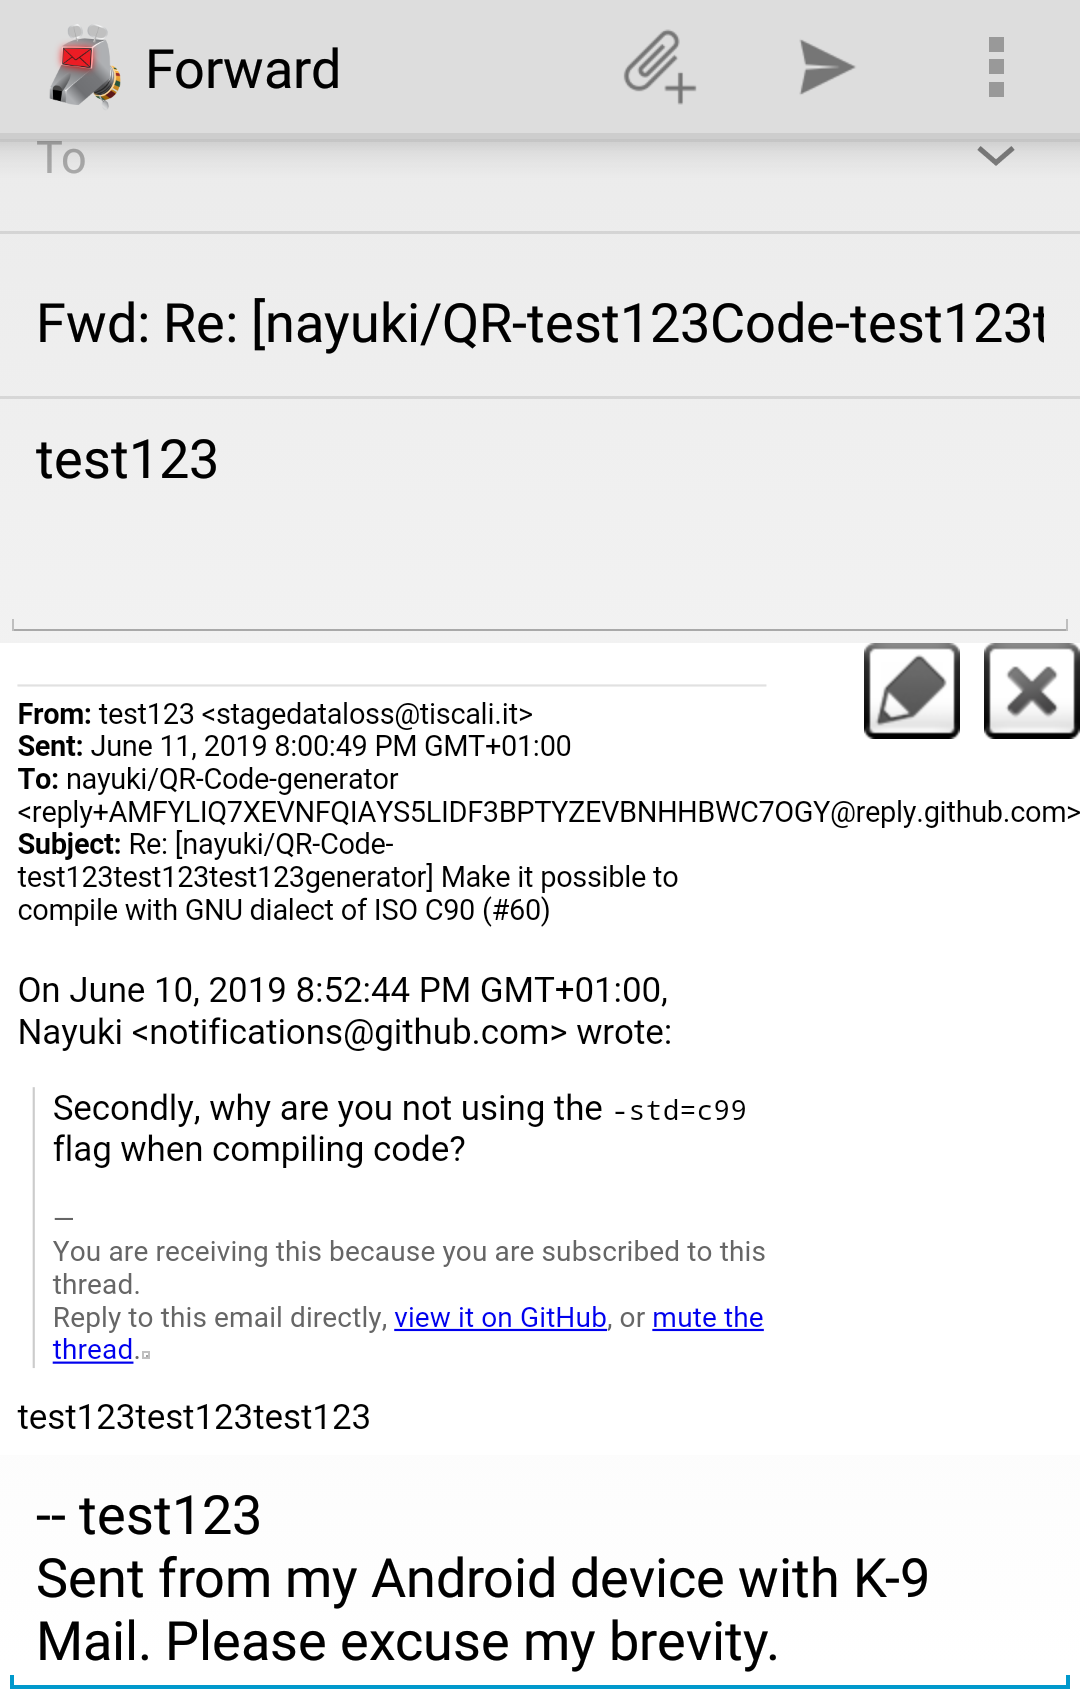 Forward
To
Fwd: Re: [nayuki/QR-test123Code-test123t
test123
From: test123 <stagedataloss@tiscali.it>
Sent: June 11, 2019 8:00:49 PM GMT+01:00
To: nayuki/QR-Code-generator
<reply+AMFYLIQ7XEVNFQIAYS5LIDF3BPTYZEVBNHHBWC7OGY@reply.github.com>
Subject: Re: [nayuki/QR-Code-
test123test123test123generator] Make it possible to
compile with GNU dialect of ISO C90 (#60)
On June 10, 2019 8:52:44 PM GMT+01:00,
Nayuki <notifications@github.com> wrote:
Secondly, why are you not using the -std=c99
flag when compiling code?
—
You are receiving this because you are subscribed to this
thread.
Reply to this email directly, view it on GitHub, or mute the
thread.
test123test123test123
-- test123
Sent from my Android device with K-9
Mail. Please excuse my brevity.